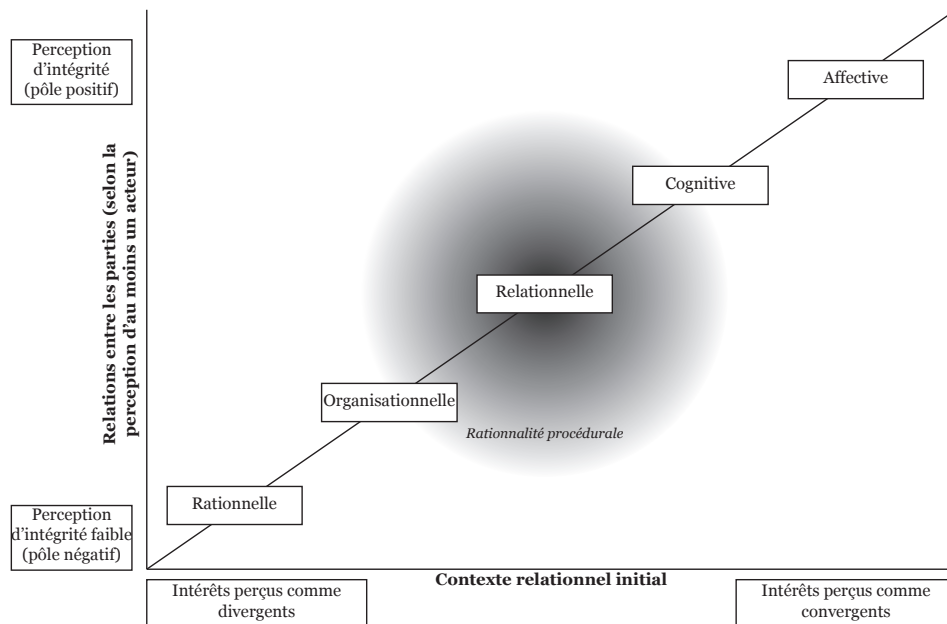 Perception
d’intégrité
(pôle positif)
Affective
Cognitive
Relations entre les parties (selon la
perception d’au moins un acteur)
Relationnelle
Organisationnelle
Rationnalité procédurale
Rationnelle
Perception
d’intégrité faible
(pôle négatif)
Contexte relationnel initial
Intérêts perçus comme
divergents
Intérêts perçus comme
convergents